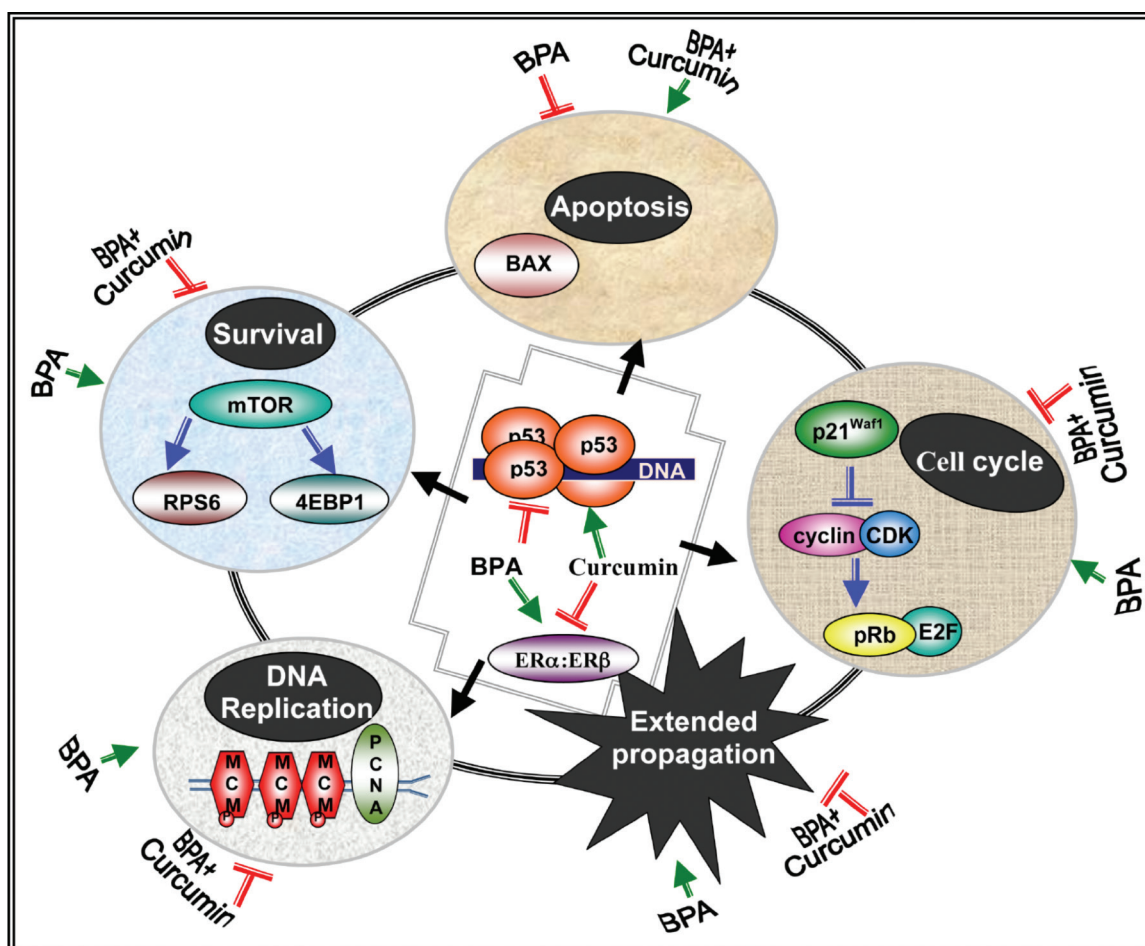 BPA
BPA+
Curcumin
Apoptosis
BAX
BPA+
Curcumin
BPA
Survival
mTOR
RPS6
4EBP1
p53
p53
p53
DNA
BPA
Curcumin
ERα:ERβ
p21Waf1
Cell cycle
cyclin
CDK
pRb
E2F
BPA+
Curcumin
BPA
DNA
Replication
MCM
P
MCM
P
MCM
P
PCNA
BPA
BPA+
Curcumin
Extended
propagation
BPA+
Curcumin
BPA